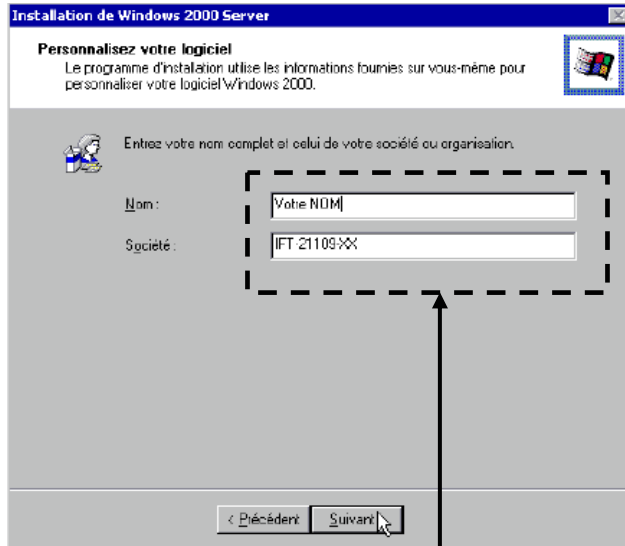 Installation de Windows 2000 Server
Personnalisez votre logiciel
Le programme d'instalation utilise les informations fournies sur vous-même pour
personnaliser votre logiciel Windows 2000.
Entrez votre nom complet et celui de votre société ou organisation.
Nom :
Votre NOM
Société :
IFT-21109-XX
< Précédent
Suivant